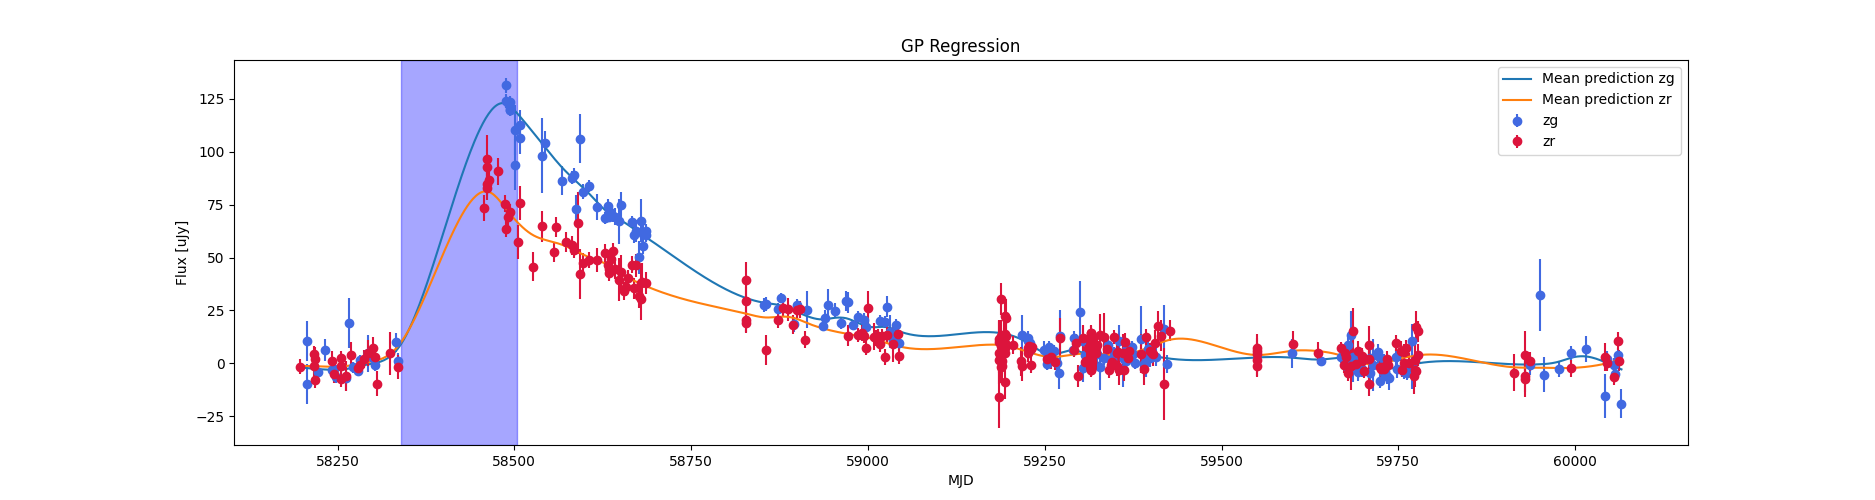 GP Regression
Mean prediction zg
Mean prediction zr
zg
zr
Flux [uJy]
125
100
75
50
25
0
−25
58250
58500
58750
59000
59250
59500
59750
60000
MJD